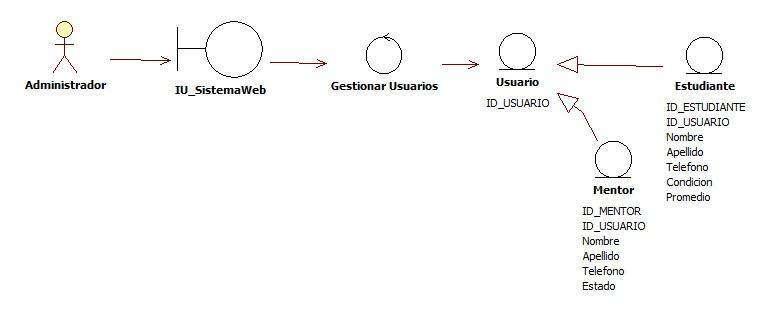 Administrador
IU_SistemaWeb
Gestionar Usuarios
Usuario
ID_USUARIO
Estudiante
ID_ESTUDIANTE
ID_USUARIO
Nombre
Apellido
Telefono
Condicion
Promedio
Mentor
ID_MENTOR
ID_USUARIO
Nombre
Apellido
Telefono
Estado